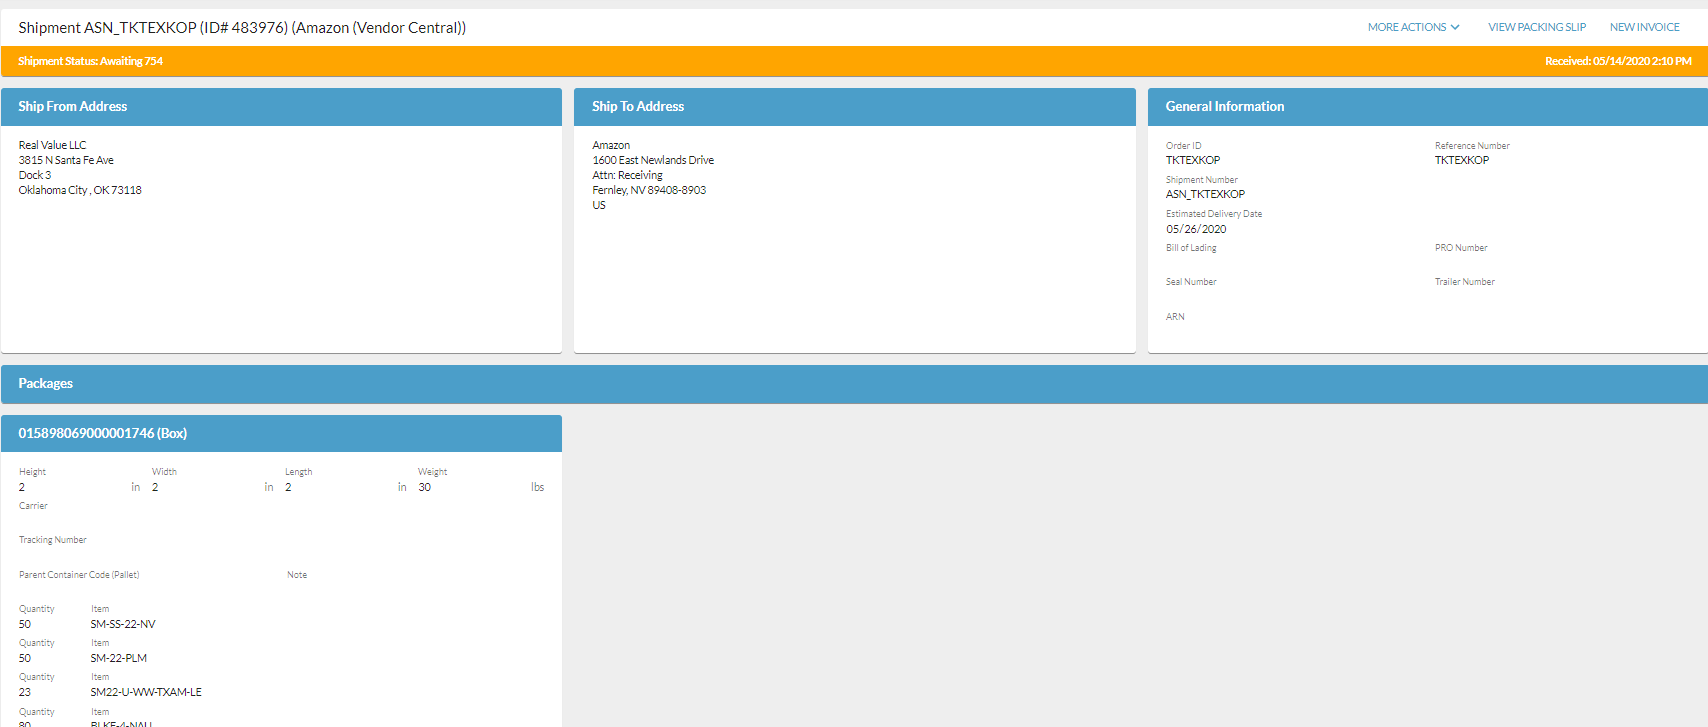 Shipment ASN_TKTEXKOP (ID# 483976) (Amazon (Vendor Central))
MORE ACTIONS VIEW PACKING SLIP NEW INVOICE
Shipment Status: Awaiting 754
Received: 05/14/2020 2:10 PM
Ship From Address
Real Value LLC
3815 N Santa Fe Ave
Dock 3
Oklahoma City , OK 73118
Ship To Address
Amazon
1600 East Newlands Drive
Attn: Receiving
Fernley, NV 89408-8903
US
General Information
Order ID Reference Number
TKTEXKOP TKTEXKOP
Shipment Number
ASN_TKTEXKOP
Estimated Delivery Date
05/26/2020
Bill of Lading PRO Number
Seal Number Trailer Number
ARN
Packages
015898069000001746 (Box)
Height Width Length Weight
2 in 2 in 2 in 30 lbs
Carrier
Tracking Number
Parent Container Code (Pallet) Note
Quantity Item
50 SM-SS-22-NV
Quantity Item
50 SM-22-PLM
Quantity Item
23 SM22-U-WW-TXAM-LE
Quantity Item
80